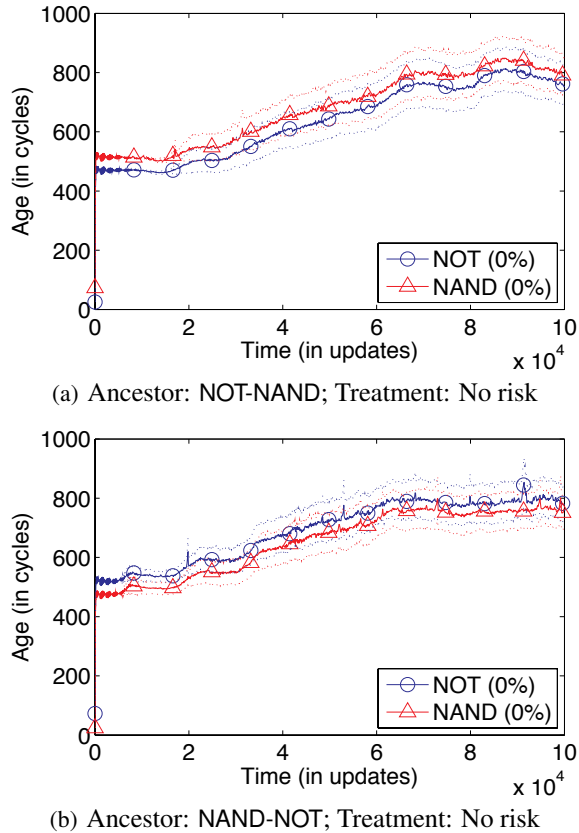 1000
800
600
400
200
0
Age (in cycles)
NOT (0%)
NAND (0%)
0 2 4 6 8 10
Time (in updates)
x 10^4
(a) Ancestor: NOT-NAND; Treatment: No risk
1000
800
600
400
200
0
Age (in cycles)
NOT (0%)
NAND (0%)
0 2 4 6 8 10
Time (in updates)
x 10^4
(b) Ancestor: NAND-NOT; Treatment: No risk